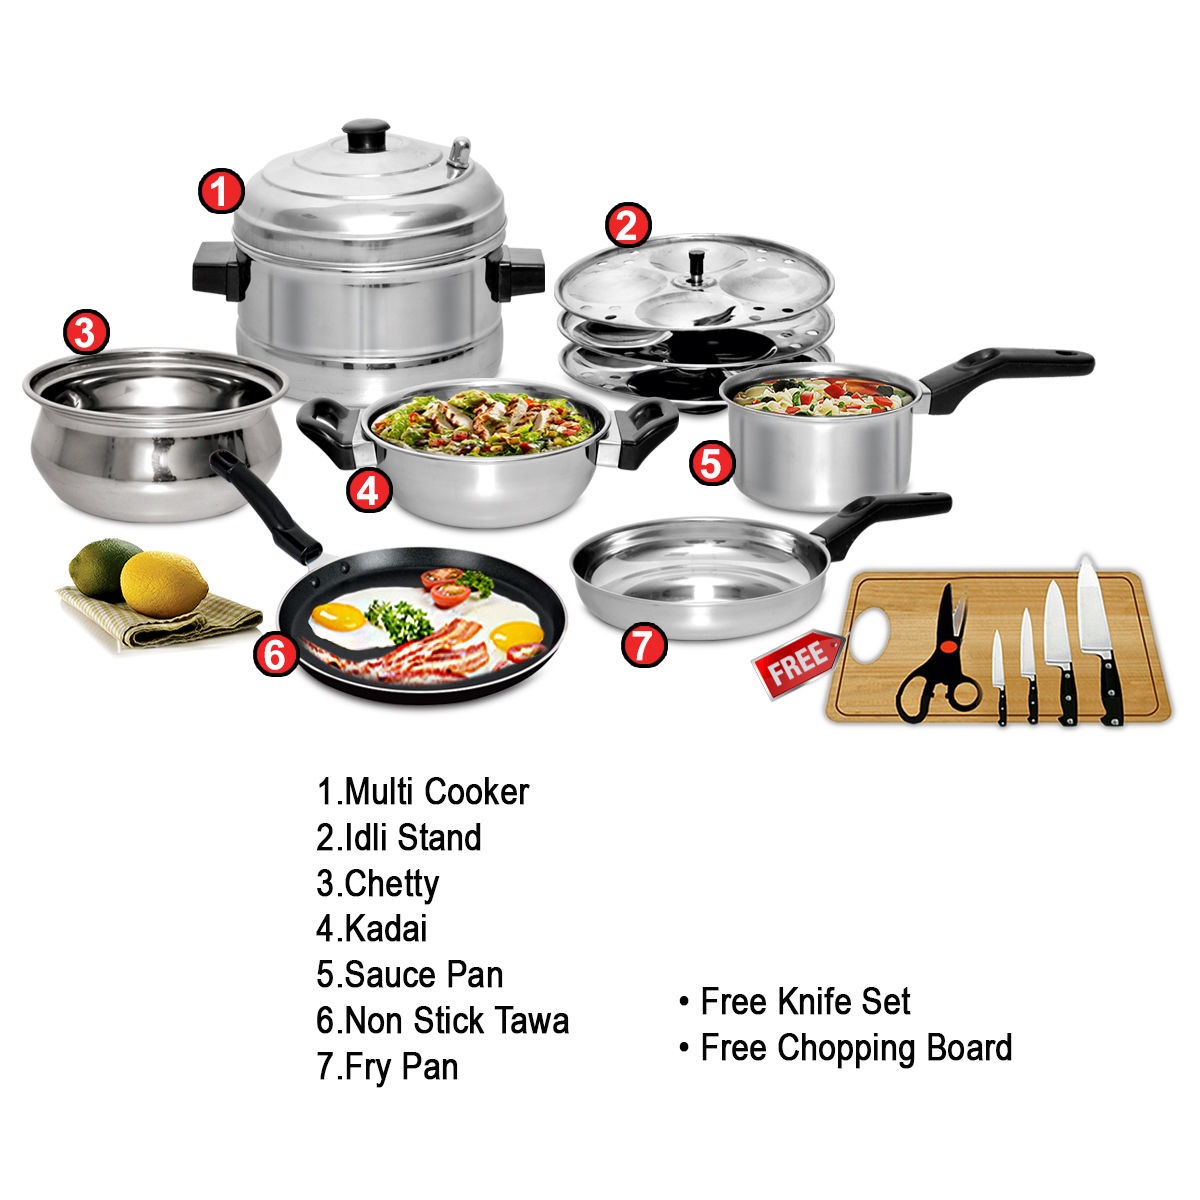 1
2
3
4
5
6
7
FREE
1.Multi Cooker
2.Idli Stand
3.Chetty
4.Kadai
5.Sauce Pan
6.Non Stick Tawa
7.Fry Pan
• Free Knife Set
• Free Chopping Board